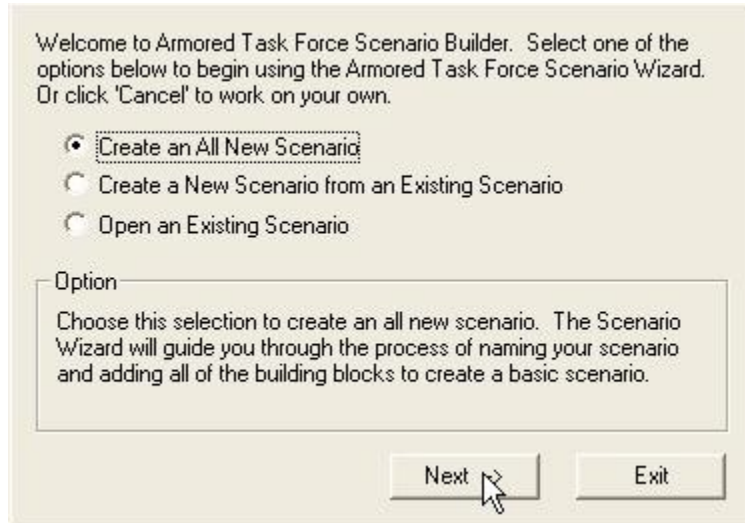 Welcome to Armored Task Force Scenario Builder. Select one of the
options below to begin using the Armored Task Force Scenario Wizard.
Or click 'Cancel' to work on your own.
Create an All New Scenario
Create a New Scenario from an Existing Scenario
Open an Existing Scenario
Option
Choose this selection to create an all new scenario. The Scenario
Wizard will guide you through the process of naming your scenario
and adding all of the building blocks to create a basic scenario.
Next >> Exit